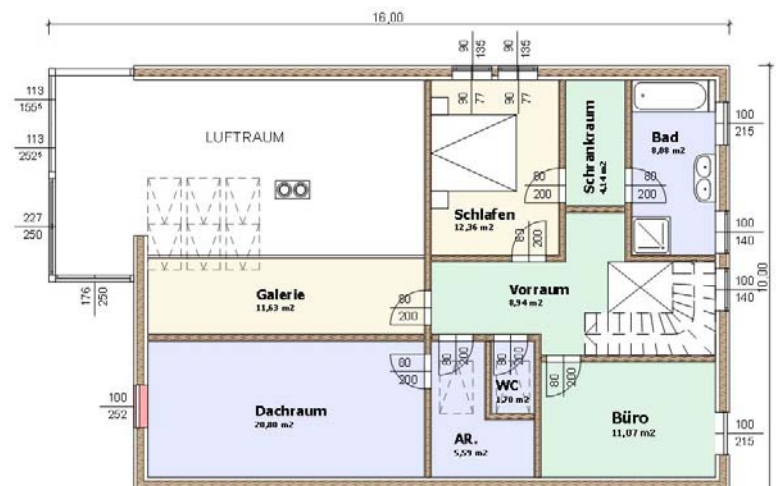 16,00
90
135
90
135
90
77
90
77
113
155⁵
113
252⁵
227
250
176
250
100
252
LUFTRAUM
Schlafen
12,36 m2
Schrankraum
4,14 m2
Bad
8,08 m2
80
200
80
200
80
200
100
215
100
140
100
140
10,00
Galerie
11,63 m2
80
200
Vorraum
8,94 m2
80
200
80
200
80
200
80
200
Dachraum
20,80 m2
AR.
5,59 m2
WC
1,70 m2
Büro
11,07 m2
100
215